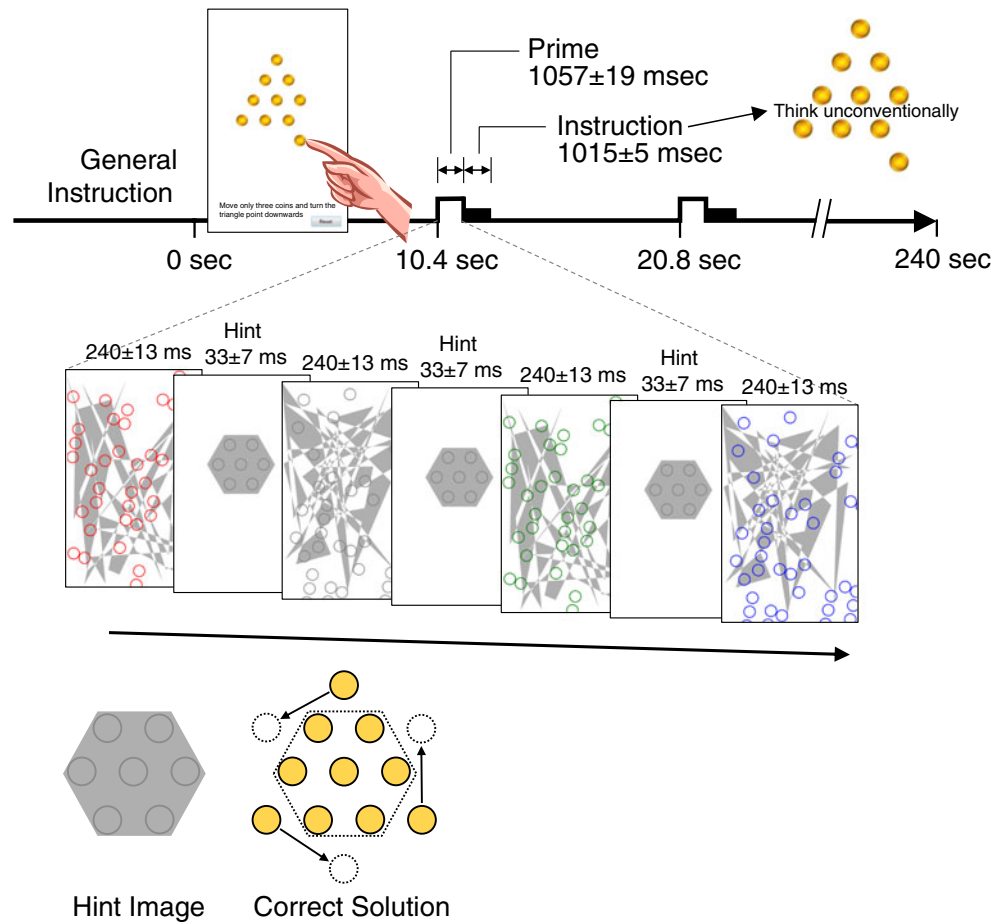 Prime
1057±19 msec
Think unconventionally
Instruction
1015±5 msec
General
Instruction
Move only three coins and turn the
triangle point downwards
Reset
0 sec
10.4 sec
20.8 sec
240 sec
240±13 ms
Hint
33±7 ms
240±13 ms
Hint
33±7 ms
240±13 ms
Hint
33±7 ms
240±13 ms
Hint Image
Correct Solution